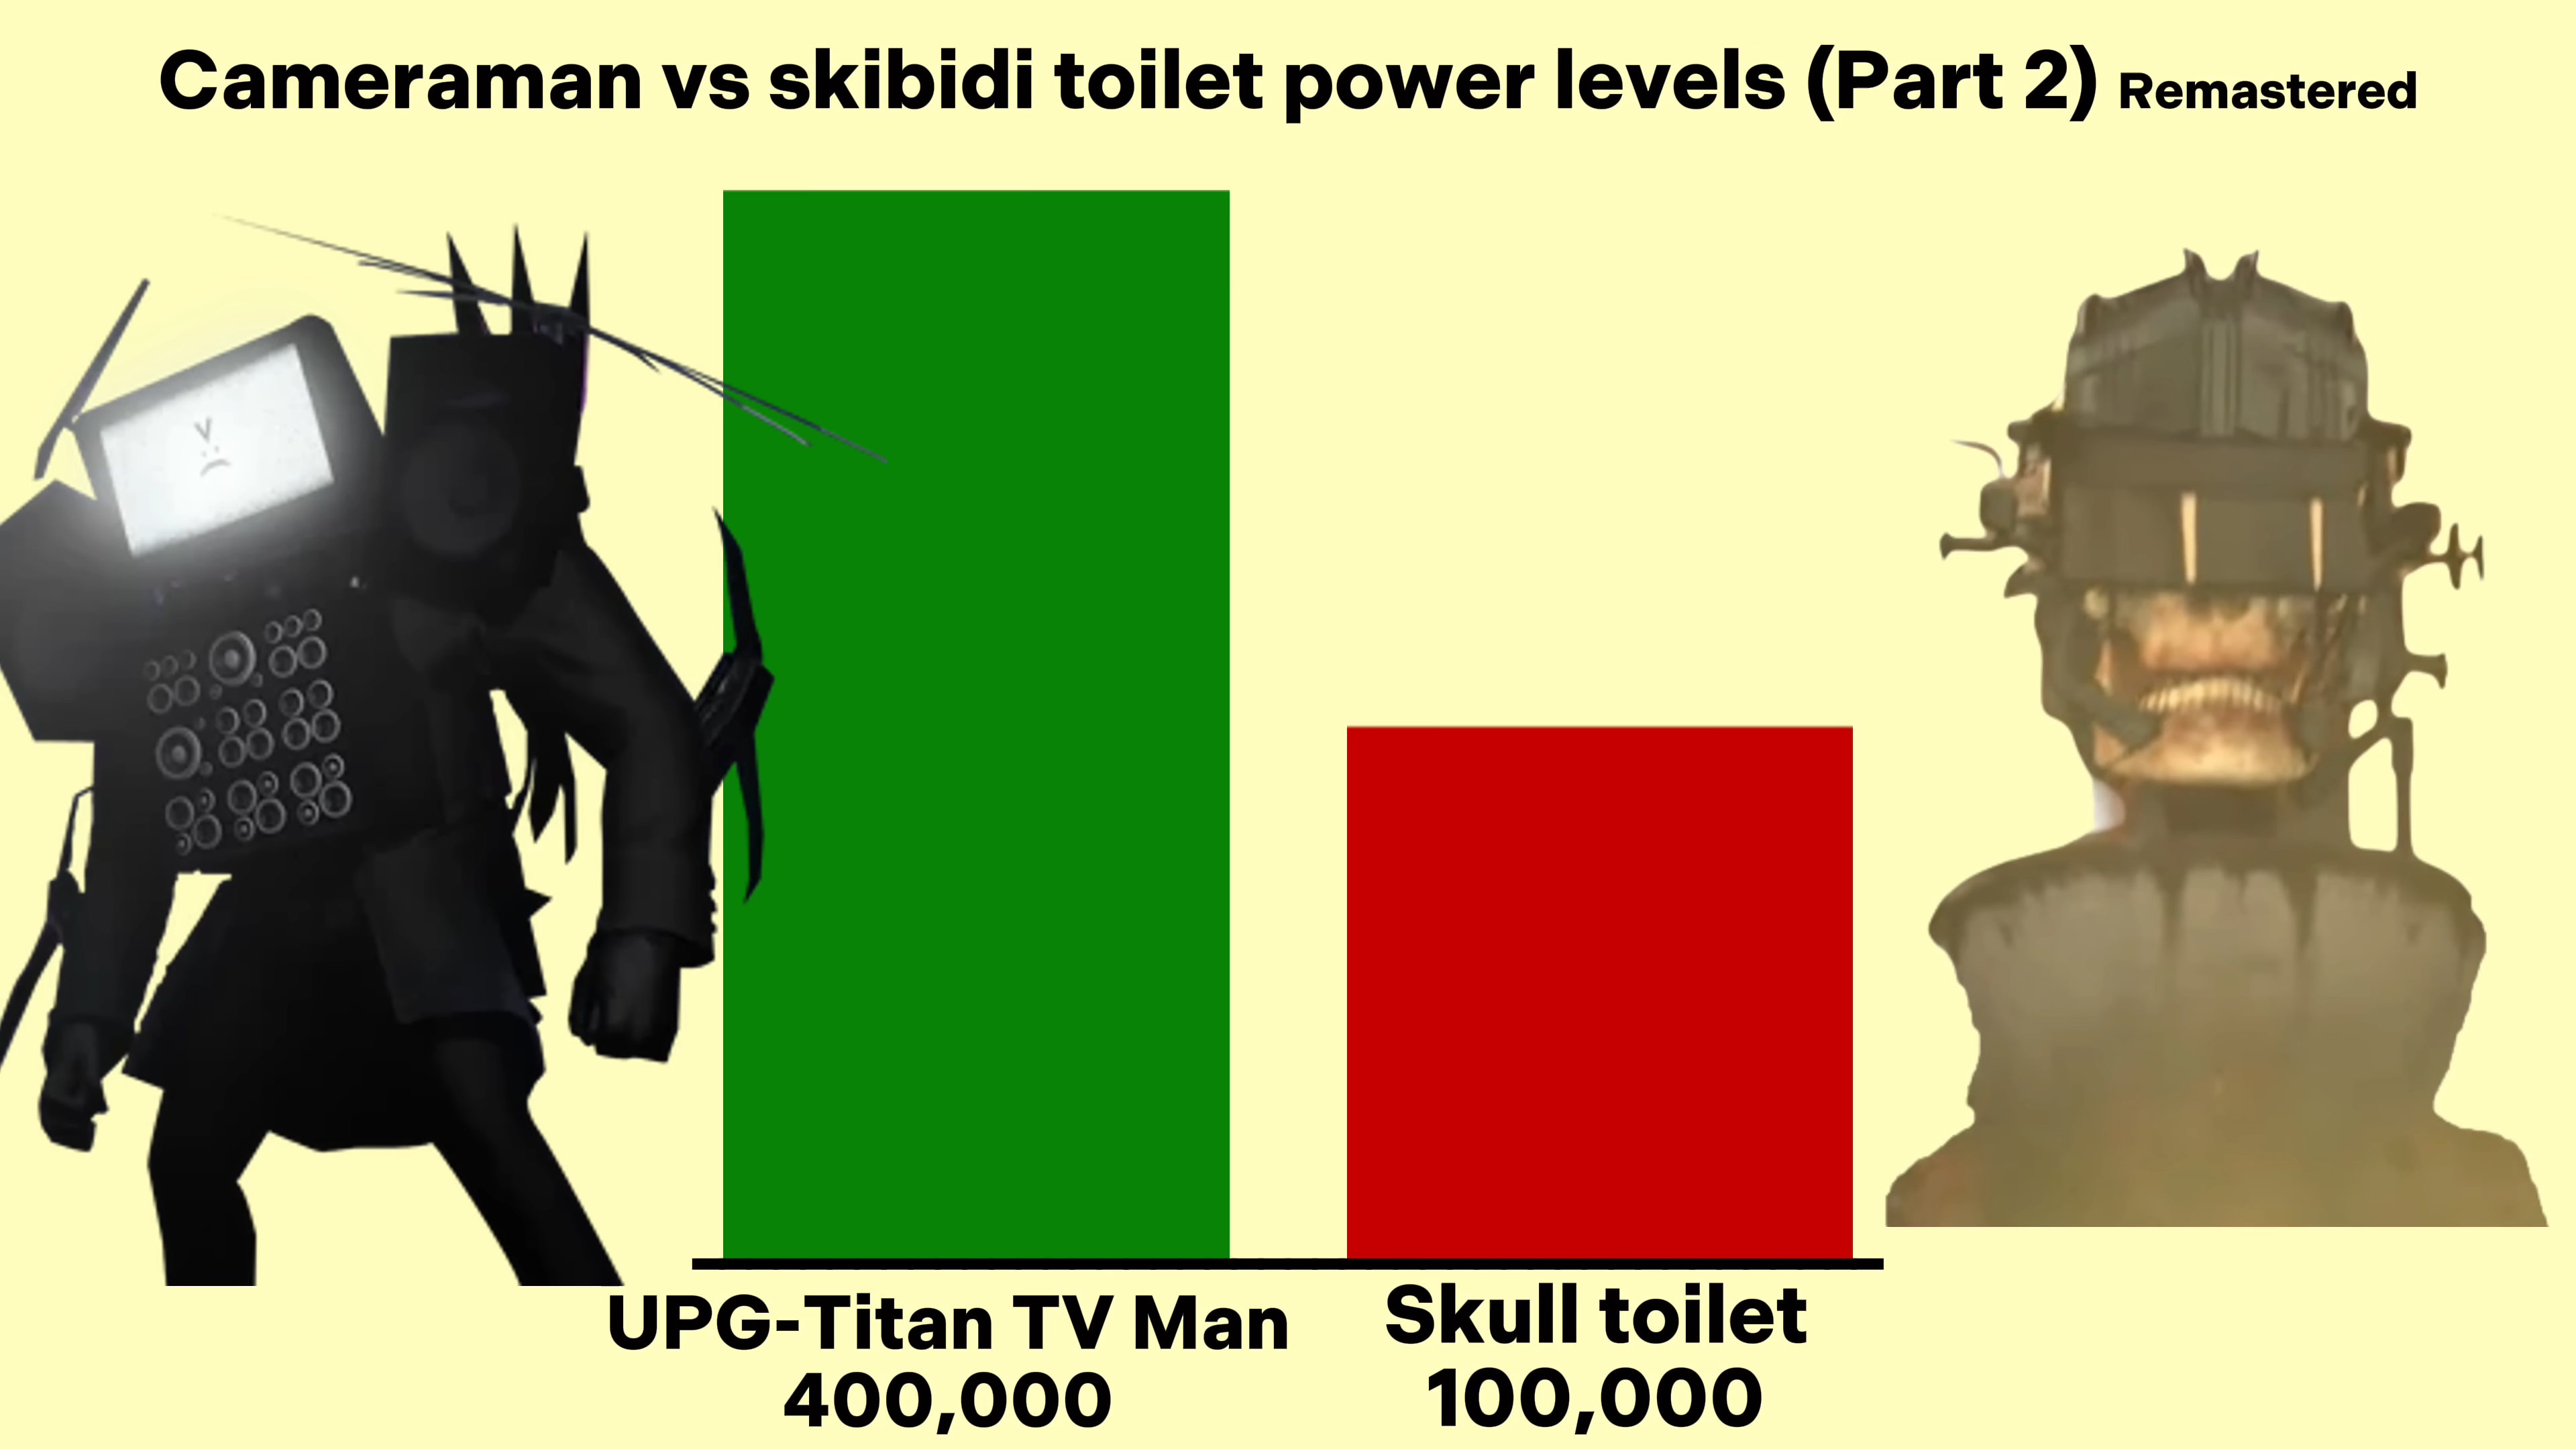 Cameraman vs skibidi toilet power levels (Part 2) Remastered
UPG-Titan TV Man
400,000
Skull toilet
100,000